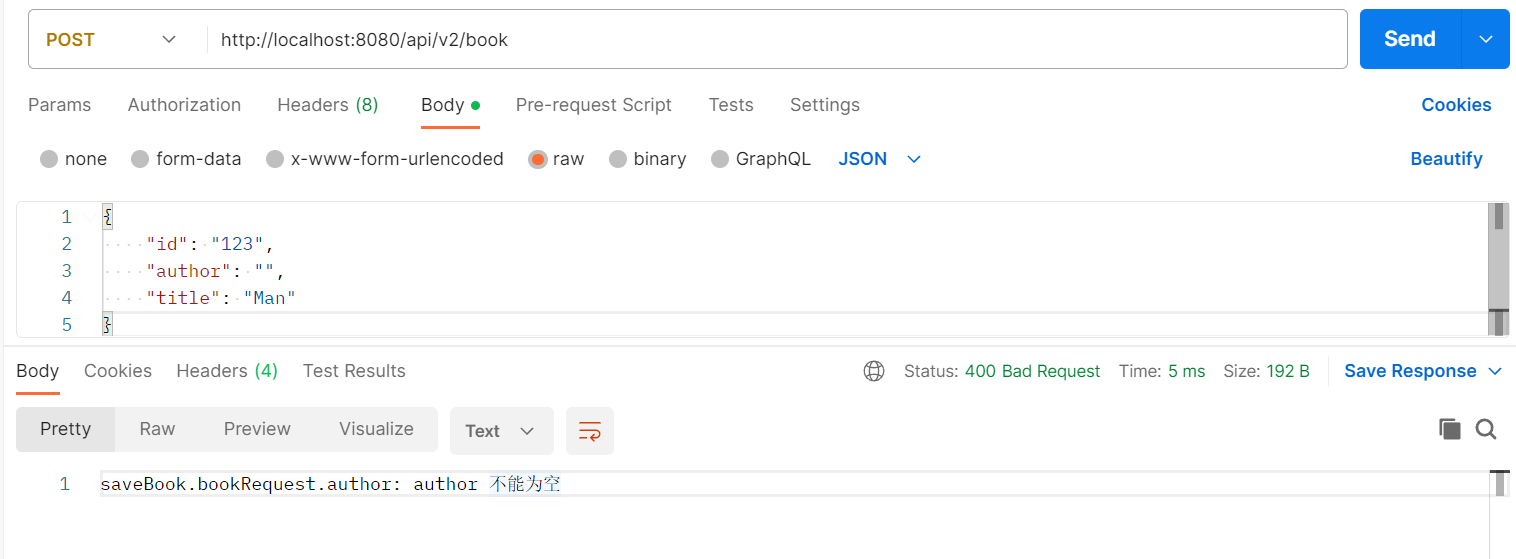 POST http://localhost:8080/api/v2/book Send
Params Authorization Headers (8) Body Pre-request Script Tests Settings Cookies
none form-data x-www-form-urlencoded raw binary GraphQL JSON Beautify
1 {
2 "id": "123",
3 "author": "",
4 "title": "Man"
5 }
Body Cookies Headers (4) Test Results Status: 400 Bad Request Time: 5 ms Size: 192 B Save Response
Pretty Raw Preview Visualize Text
1 saveBook.bookRequest.author: author 不能为空